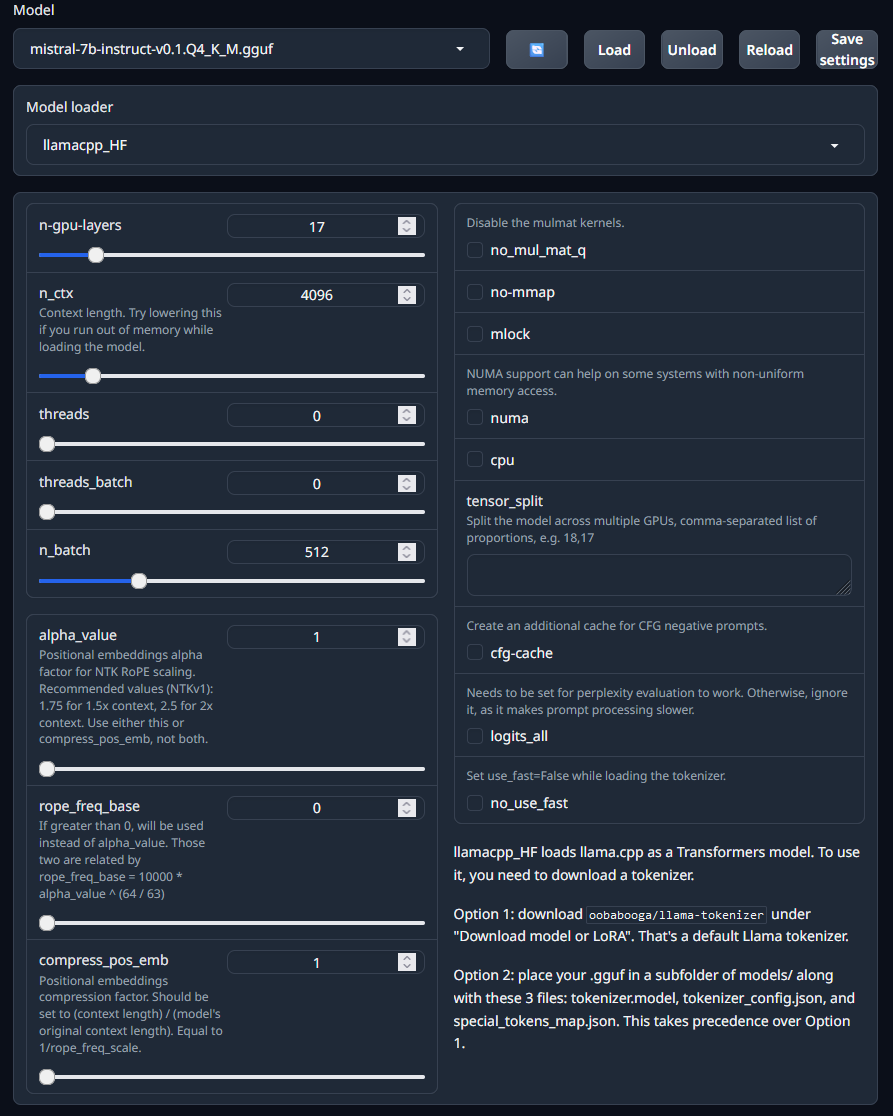 Model
mistral-7b-instruct-v0.1.Q4_K_M.gguf
Load
Unload
Reload
Save
settings
Model loader
llamacpp_HF
n-gpu-layers
17
n_ctx
4096
Context length. Try lowering this
if you run out of memory while
loading the model.
threads
0
threads_batch
0
n_batch
512
alpha_value
1
Positional embeddings alpha
factor for NTK RoPE scaling.
Recommended values (NTKv1):
1.75 for 1.5x context, 2.5 for 2x
context. Use either this or
compress_pos_emb, not both.
rope_freq_base
0
If greater than 0, will be used
instead of alpha_value. Those
two are related by
rope_freq_base = 10000 *
alpha_value ^ (64 / 63)
compress_pos_emb
1
Positional embeddings
compression factor. Should be
set to (context length) / (model's
original context length). Equal to
1/rope_freq_scale.
Disable the mulmat kernels.
no_mul_mat_q
no-mmap
mlock
NUMA support can help on some systems with non-uniform
memory access.
numa
cpu
tensor_split
Split the model across multiple GPUs, comma-separated list of
proportions, e.g. 18,17
Create an additional cache for CFG negative prompts.
cfg-cache
Needs to be set for perplexity evaluation to work. Otherwise, ignore
it, as it makes prompt processing slower.
logits_all
Set use_fast=False while loading the tokenizer.
no_use_fast
llamacpp_HF loads llama.cpp as a Transformers model. To use
it, you need to download a tokenizer.
Option 1: download oobabooga/llama-tokenizer under
"Download model or LoRA". That's a default Llama tokenizer.
Option 2: place your .gguf in a subfolder of models/ along
with these 3 files: tokenizer.model, tokenizer_config.json, and
special_tokens_map.json. This takes precedence over Option
1.